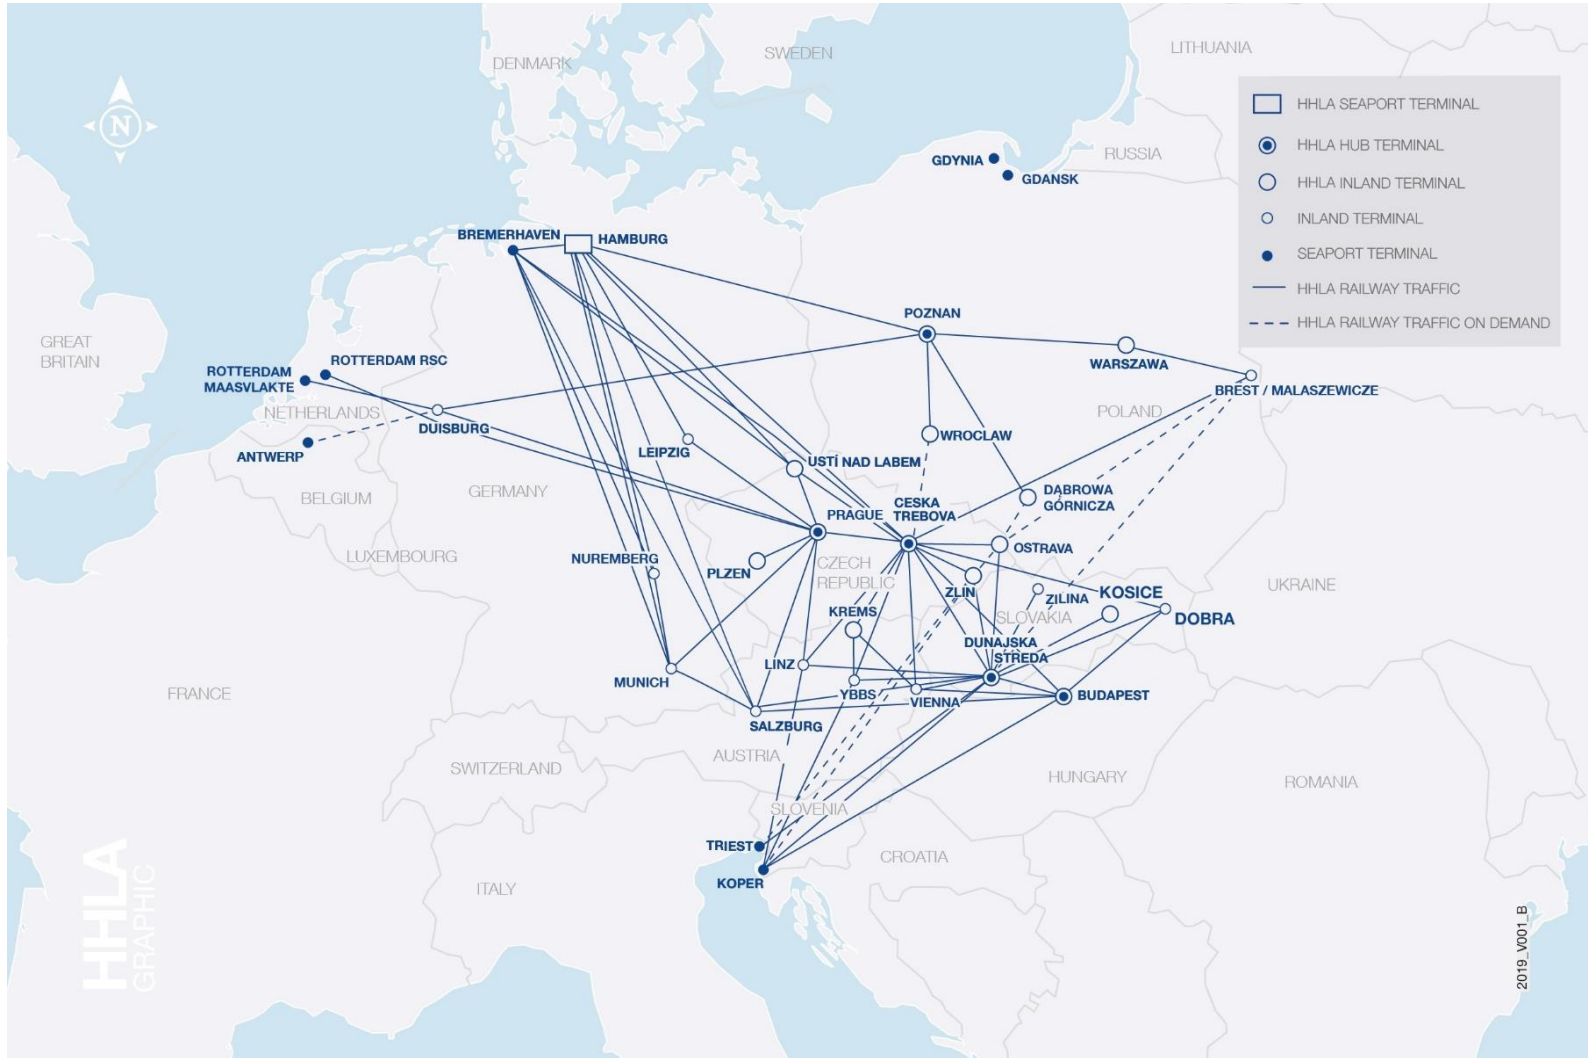 DENMARK
SWEDEN
LITHUANIA
HHLA SEAPORT TERMINAL
HHLA HUB TERMINAL
HHLA INLAND TERMINAL
INLAND TERMINAL
SEAPORT TERMINAL
HHLA RAILWAY TRAFFIC
HHLA RAILWAY TRAFFIC ON DEMAND
N
RUSSIA
GDYNIA
GDANSK
BREMERHAVEN
HAMBURG
GREAT
BRITAIN
POZNAN
WARSZAWA
ROTTERDAM RSC
ROTTERDAM
MAASVLAKTE
BREST / MALASZEWICZE
NETHERLANDS
POLAND
DUISBURG
WROCLAW
ANTWERP
LEIPZIG
USTÍ NAD LABEM
BELGIUM
GERMANY
DABROWA
GÓRNICZA
CESKA
TREBOVA
PRAGUE
OSTRAVA
LUXEMBOURG
NUREMBERG
PLZEN
CZECH
REPUBLIC
UKRAINE
ZLIN
ZILINA
KOSICE
KREMS
SLOVAKIA
DOBRA
DUNAJSKA
STREDA
LINZ
MUNICH
FRANCE
YBBS
VIENNA
BUDAPEST
SALZBURG
AUSTRIA
SWITZERLAND
HUNGARY
ROMANIA
SLOVENIA
TRIEST
CROATIA
KOPER
ITALY
HHLA
GRAPHIC
2019_V001_B